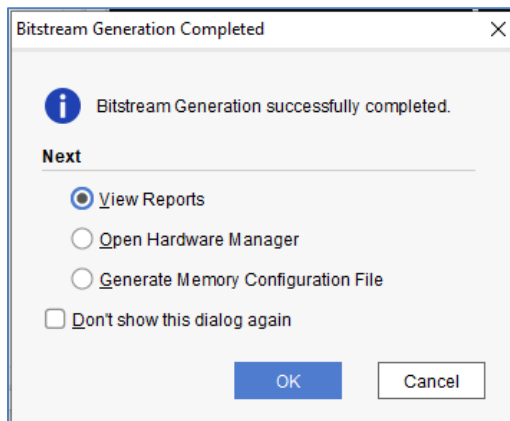 Bitstream Generation Completed
Bitstream Generation successfully completed.
Next
View Reports
Open Hardware Manager
Generate Memory Configuration File
Don't show this dialog again
OK
Cancel